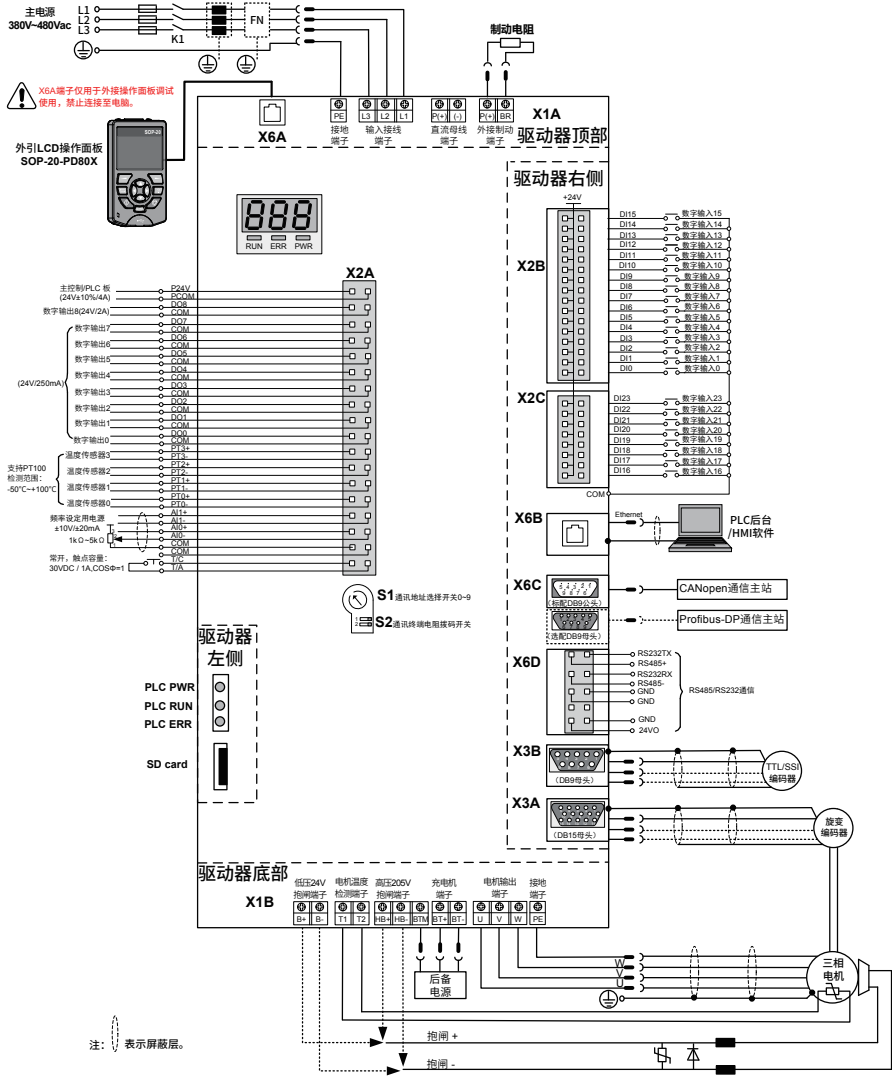 主电源
380V~480Vac
L1
L2
L3
K1
FN
制动电阻
X6A端子仅用于外接操作面板调试
使用，禁止连接至电脑。
外引LCD操作面板
SOP-20-PD80X
SOP-20
X6A
PE
L3
L2
L1
P(+)
(-)
P(+)
BR
X1A
接地
端子
输入接线
端子
直流母线
端子
外接制动
端子
驱动器顶部
驱动器右侧
+24V
RUN
ERR
PWR
X2A
X2B
DI15 数字输入15
DI14 数字输入14
DI13 数字输入13
DI12 数字输入12
DI11 数字输入11
DI10 数字输入10
DI9 数字输入9
DI8 数字输入8
DI7 数字输入7
DI6 数字输入6
DI5 数字输入5
DI4 数字输入4
DI3 数字输入3
DI2 数字输入2
DI1 数字输入1
DI0 数字输入0
X2C
DI23 数字输入23
DI22 数字输入22
DI21 数字输入21
DI20 数字输入20
DI19 数字输入19
DI18 数字输入18
DI17 数字输入17
DI16 数字输入16
COM
主控制/PLC 板
(24V±10%/4A)
P24V
PCOM
数字输出8(24V/2A)
DO8
COM
数字输出7
DO7
COM
数字输出6
DO6
COM
数字输出5
DO5
COM
(24V/250mA)
数字输出4
DO4
COM
数字输出3
DO3
COM
数字输出2
DO2
COM
数字输出1
DO1
COM
数字输出0
DO0
COM
支持PT100
检测范围：
-50℃~+100℃
温度传感器3
PT3+
PT3-
温度传感器2
PT2+
PT2-
温度传感器1
PT1+
PT1-
温度传感器0
PT0+
PT0-
频率设定用电源
±10V/±20mA
1kΩ~5kΩ
AI1+
AI1-
AI0+
AI0-
COM
COM
常开，触点容量：
30VDC / 1A,COSΦ=1
T/C
T/A
S1 通讯地址选择开关0~9
S2 通讯终端电阻拨码开关
1
2
驱动器
左侧
PLC PWR
PLC RUN
PLC ERR
SD card
X6B
Ethernet
PLC后台
/HMI软件
X6C
（标配DB9公头）
CANopen通信主站
（选配DB9母头）
Profibus-DP通信主站
X6D
RS232TX
RS485+
RS232RX
RS485-
GND
GND
GND
24VO
RS485/RS232通信
X3B
（DB9母头）
TTL/SSI
编码器
X3A
（DB15母头）
旋变
编码器
驱动器底部
X1B
低压24V
抱闸端子
电机温度
检测端子
高压205V
抱闸端子
充电机
端子
电机输出
端子
接地
端子
B+
B-
T1
T2
HB+
HB-
BTM
BT+
BT-
U
V
W
PE
后备
电源
W
V
U
三相
电机
抱闸 +
抱闸 -
注：
表示屏蔽层。